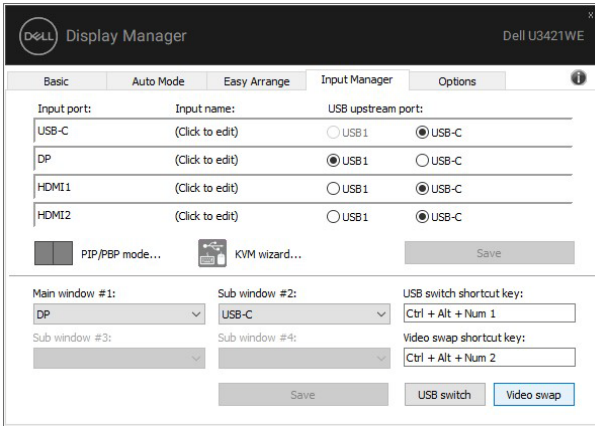 DELL Display Manager Dell U3421WE
x
Basic Auto Mode Easy Arrange Input Manager Options i
Input port: Input name: USB upstream port:
USB-C (Click to edit) USB1 USB-C
DP (Click to edit) USB1 USB-C
HDMI1 (Click to edit) USB1 USB-C
HDMI2 (Click to edit) USB1 USB-C
PIP/PBP mode... KVM wizard... Save
Main window #1: Sub window #2: USB switch shortcut key:
DP USB-C Ctrl + Alt + Num 1
Sub window #3: Sub window #4: Video swap shortcut key:
Ctrl + Alt + Num 2
Save USB switch Video swap